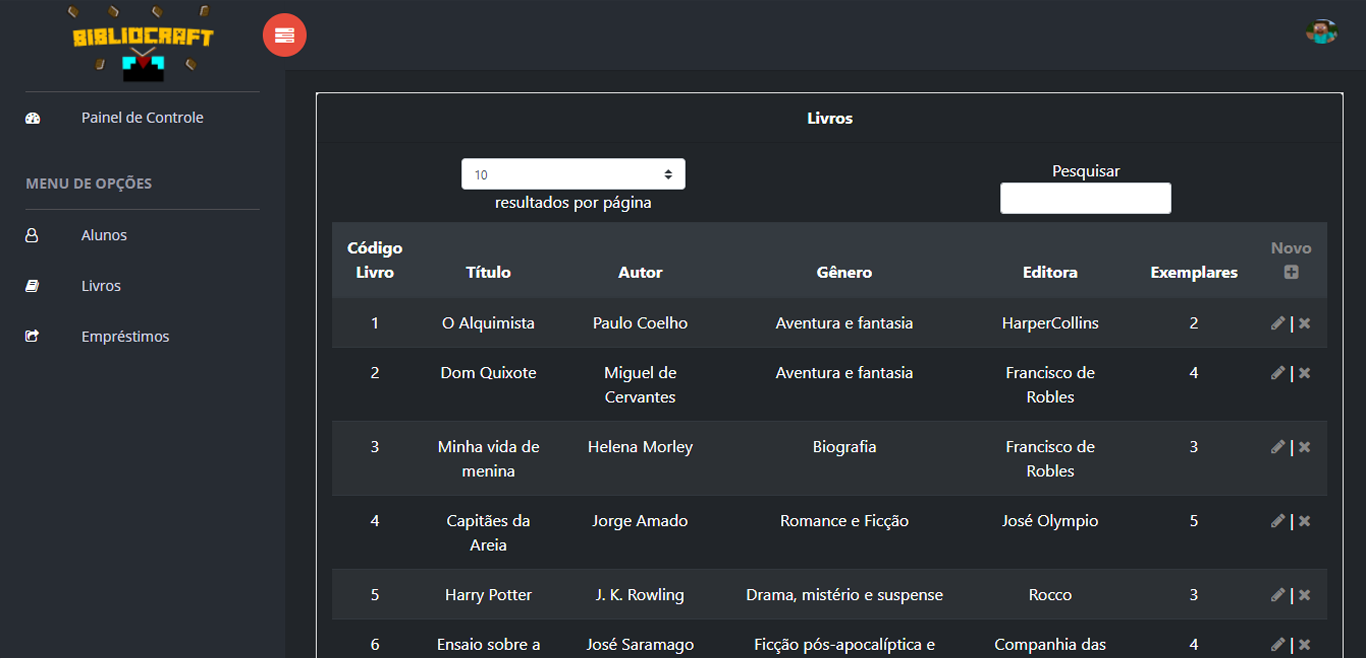 BIBLIOCRAFT
Painel de Controle
MENU DE OPÇÕES
Alunos
Livros
Empréstimos
Livros
10
resultados por página
Pesquisar
Código Livro Título Autor Gênero Editora Exemplares Novo
1 O Alquimista Paulo Coelho Aventura e fantasia HarperCollins 2 |
2 Dom Quixote Miguel de Cervantes Aventura e fantasia Francisco de Robles 4 |
3 Minha vida de menina Helena Morley Biografia Francisco de Robles 3 |
4 Capitães da Areia Jorge Amado Romance e Ficção José Olympio 5 |
5 Harry Potter J. K. Rowling Drama, mistério e suspense Rocco 3 |
6 Ensaio sobre a José Saramago Ficção pós-apocalíptica e Companhia das 4 |